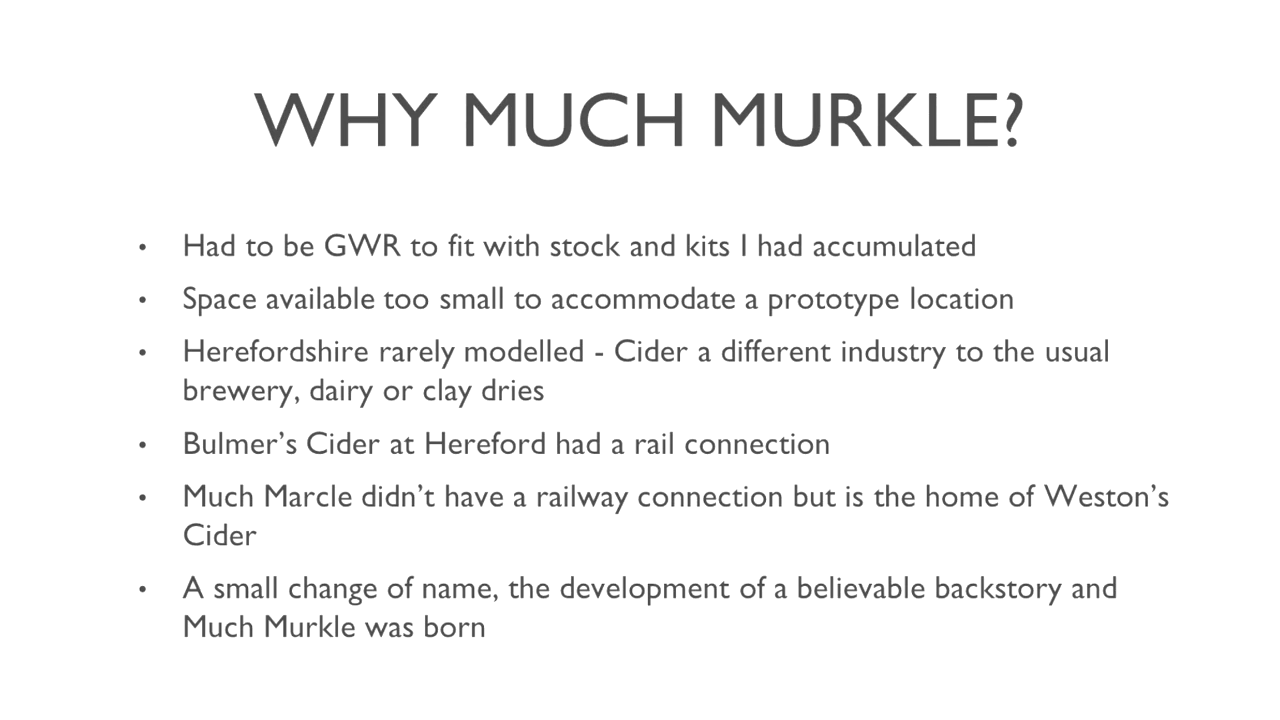 WHY MUCH MURKLE?
• Had to be GWR to fit with stock and kits I had accumulated
• Space available too small to accommodate a prototype location
• Herefordshire rarely modelled - Cider a different industry to the usual
brewery, dairy or clay dries
• Bulmer’s Cider at Hereford had a rail connection
• Much Marcle didn’t have a railway connection but is the home of Weston’s
Cider
• A small change of name, the development of a believable backstory and
Much Murkle was born